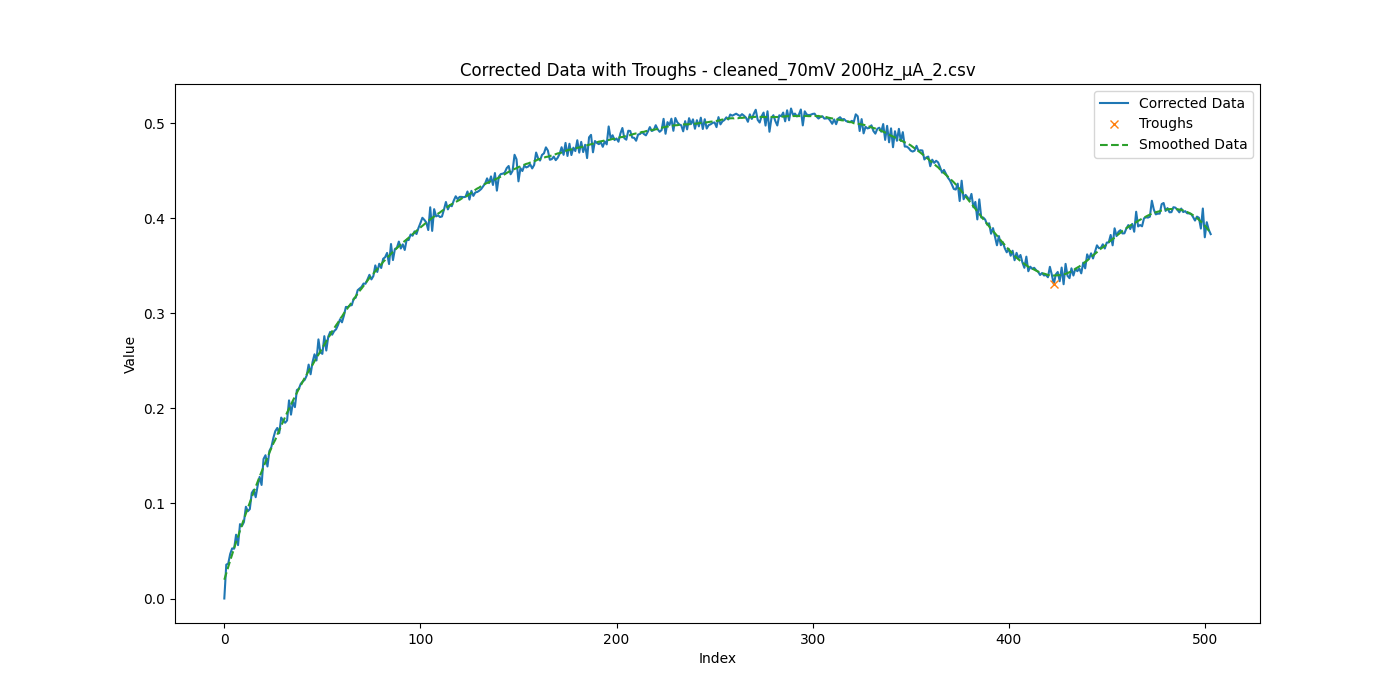 Corrected Data with Troughs - cleaned_70mV 200Hz_µA_2.csv
Corrected Data
Troughs
Smoothed Data
Value
0.5
0.4
0.3
0.2
0.1
0.0
0 100 200 300 400 500
Index